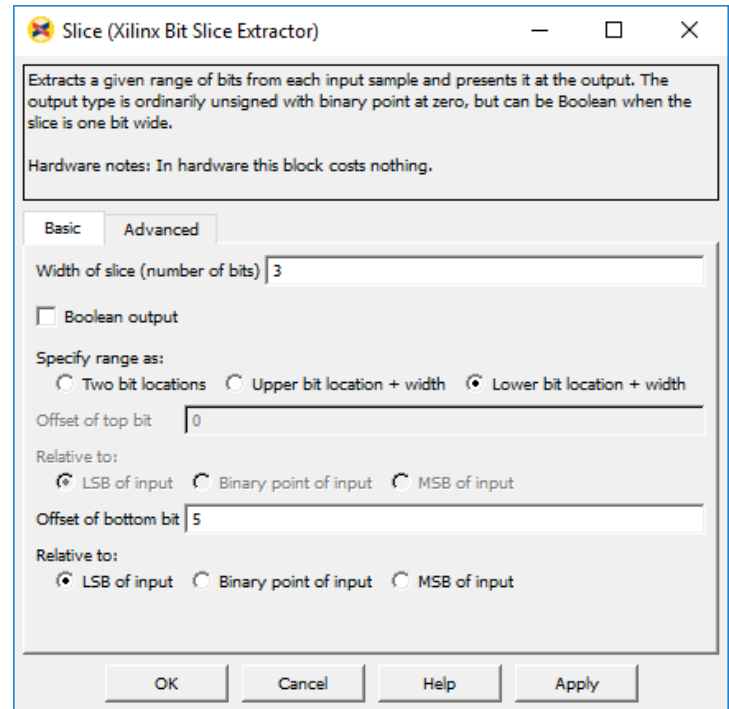 Slice (Xilinx Bit Slice Extractor)
Extracts a given range of bits from each input sample and presents it at the output. The
output type is ordinarily unsigned with binary point at zero, but can be Boolean when the
slice is one bit wide.
Hardware notes: In hardware this block costs nothing.
Basic Advanced
Width of slice (number of bits) 3
Boolean output
Specify range as:
Two bit locations Upper bit location + width Lower bit location + width
Offset of top bit 0
Relative to:
LSB of input Binary point of input MSB of input
Offset of bottom bit 5
Relative to:
LSB of input Binary point of input MSB of input
OK Cancel Help Apply